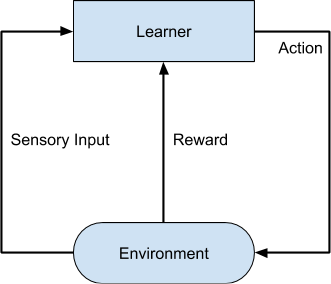 Learner
Action
Sensory Input
Reward
Environment